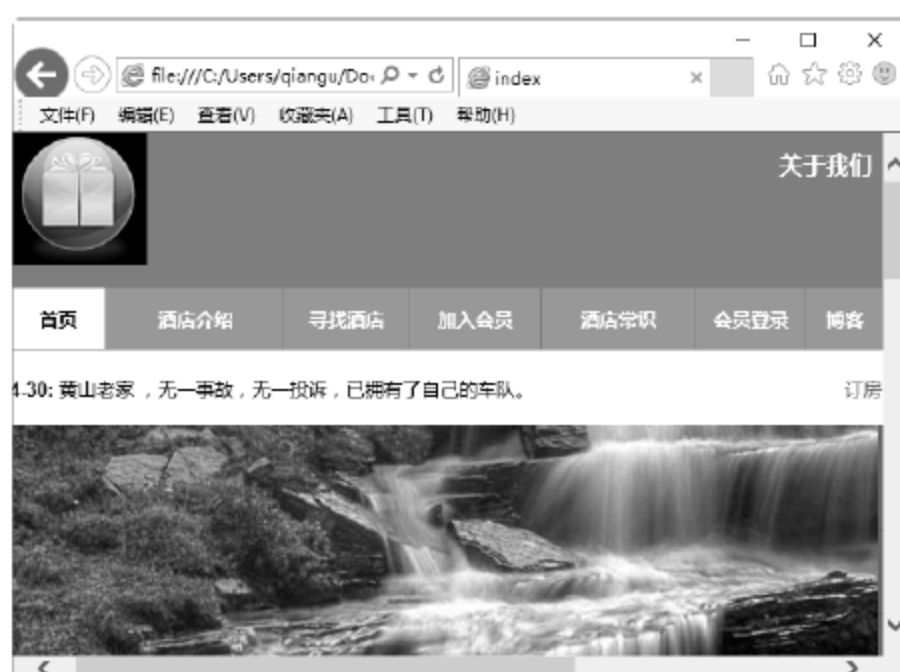 file:///C:/Users/qiangu/Do
index
文件(F) 编辑(E) 查看(V) 收藏夹(A) 工具(T) 帮助(H)
关于我们
首页 酒店介绍 寻找酒店 加入会员 酒店常识 会员登录 博客
4-30: 黄山老家 ，无一事故，无一投诉，已拥有了自己的车队。 订房